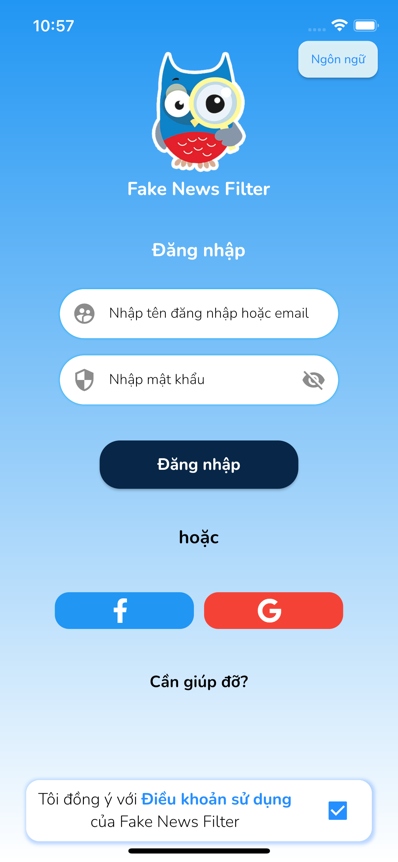 10:57
Ngôn ngữ
Fake News Filter
Đăng nhập
Nhập tên đăng nhập hoặc email
Nhập mật khẩu
Đăng nhập
hoặc
Cần giúp đỡ?
Tôi đồng ý với Điều khoản sử dụng
của Fake News Filter